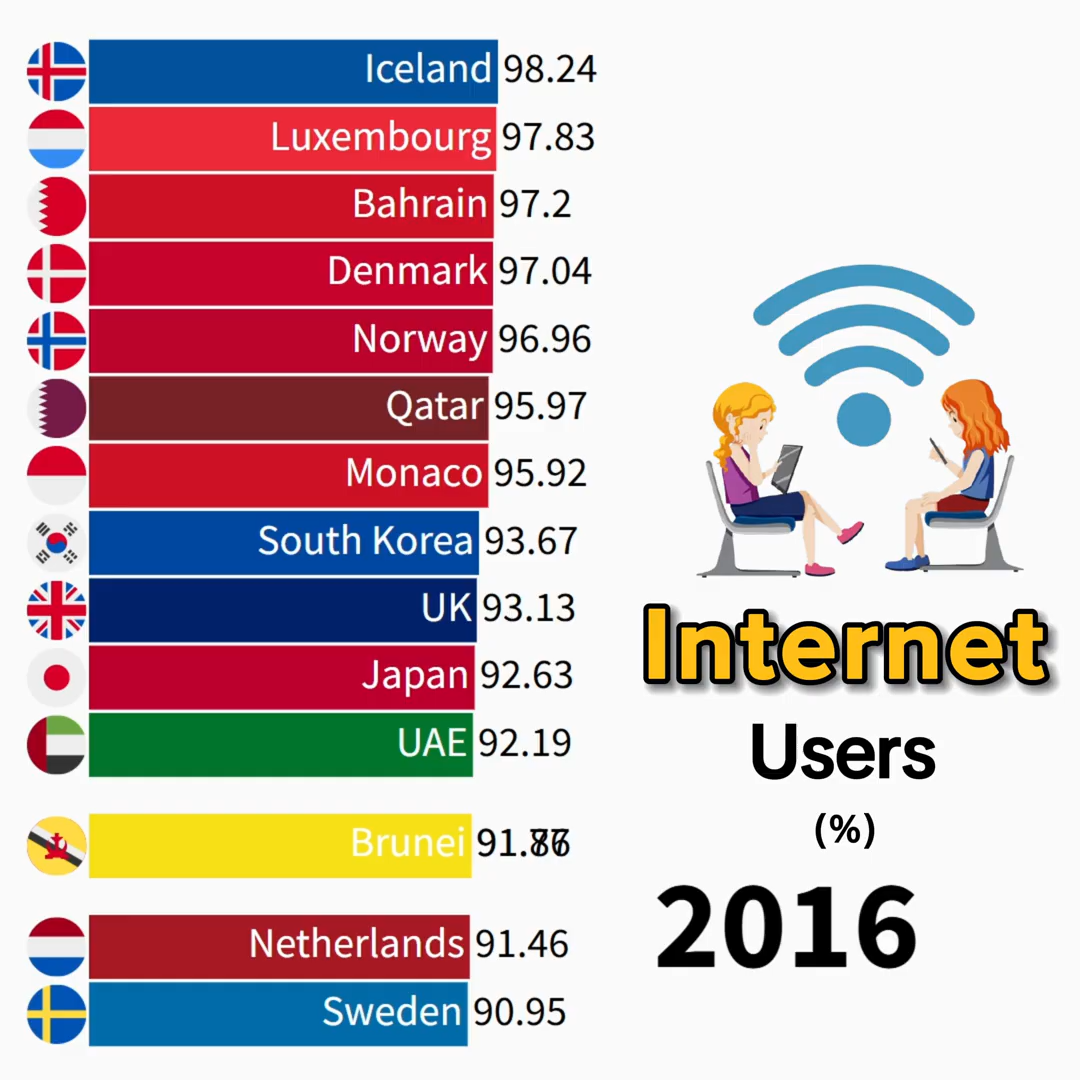 Iceland 98.24
Luxembourg 97.83
Bahrain 97.2
Denmark 97.04
Norway 96.96
Qatar 95.97
Monaco 95.92
South Korea 93.67
UK 93.13
Japan 92.63
UAE 92.19
Brunei
Netherlands 91.46
Sweden 90.95
Internet
Users
(%)
2016